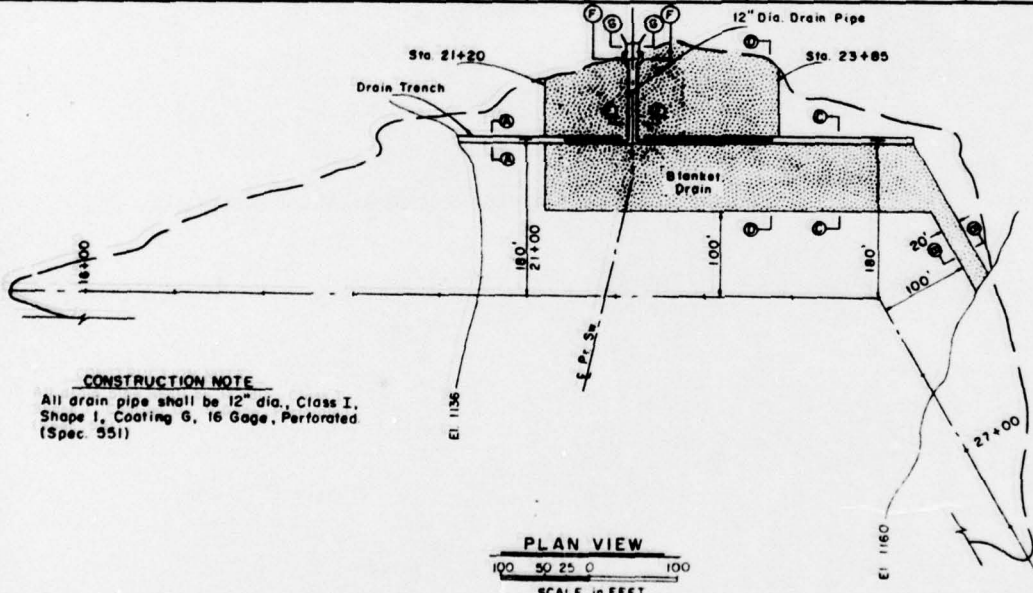 F G G F
12" Dia. Drain Pipe
Sta. 21+20
D
Sta. 23+85
Drain Trench
A
C
A
Blanket
Drain
D
C
B
20'
B
18+00
180'
21+00
100'
180'
100'
℄ Pr. Sw.
CONSTRUCTION NOTE
All drain pipe shall be 12" dia., Class I,
Shape 1, Coating G, 16 Gage, Perforated
(Spec. 551)
El. 1136
27+00
El 1160
PLAN VIEW
100 50 25 0 100
SCALE in FEET